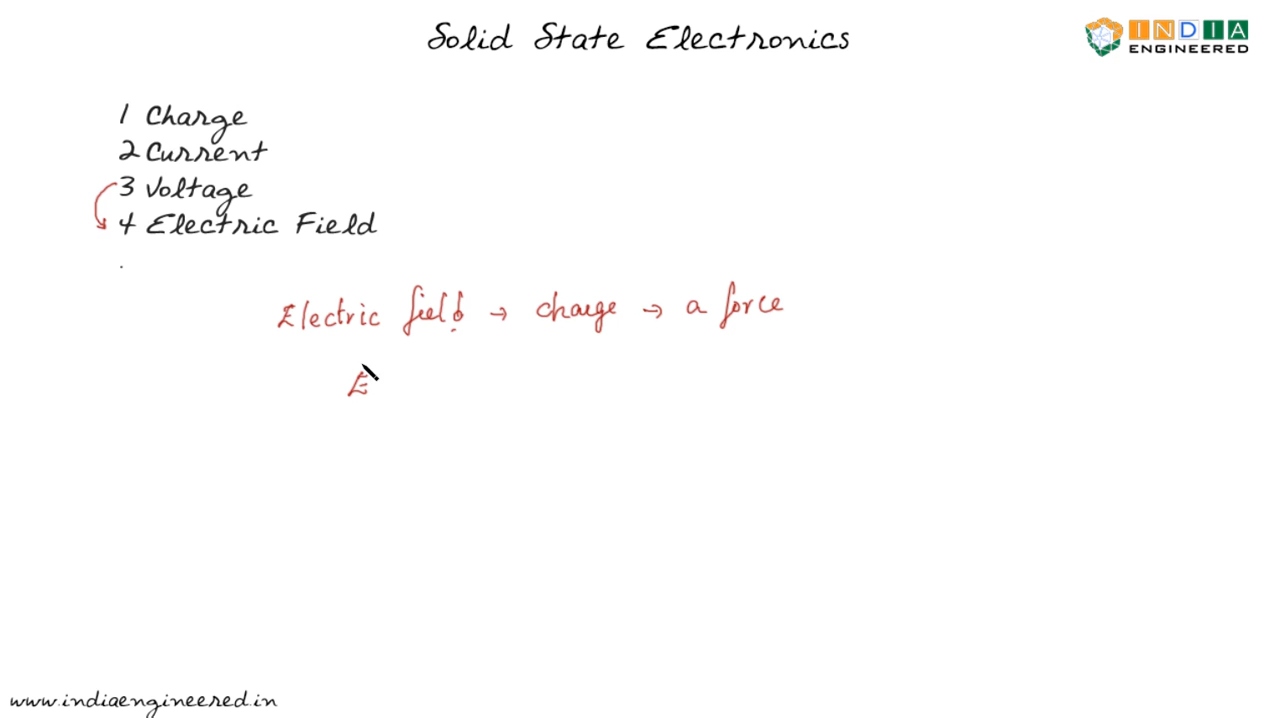 Solid State Electronics
INDIA
ENGINEERED
1 Charge
2 Current
3 Voltage
4 Electric Field
Electric field → charge → a force
E
www.indiaengineered.in